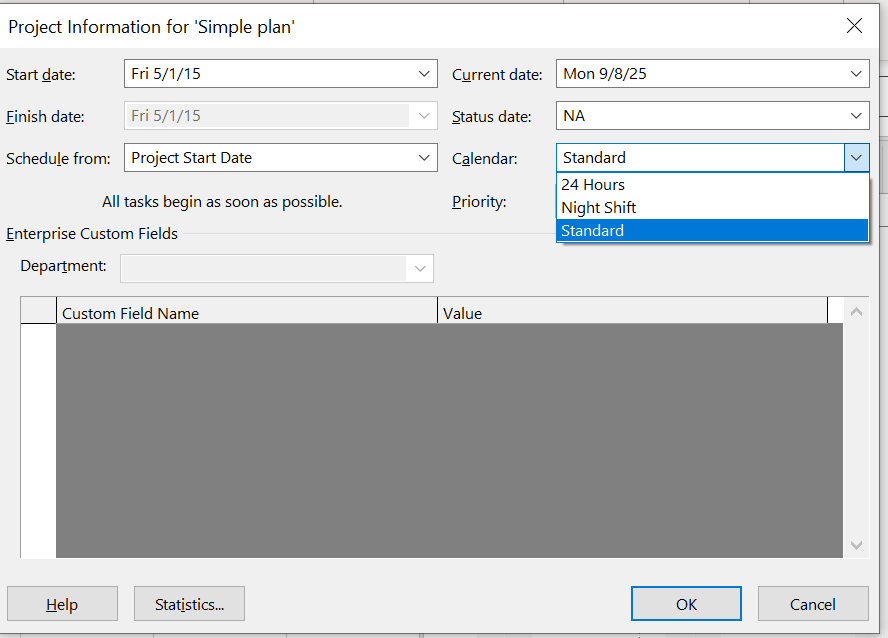 Project Information for 'Simple plan'
Start date: Fri 5/1/15 Current date: Mon 9/8/25
Finish date: Fri 5/1/15 Status date: NA
Schedule from: Project Start Date Calendar: Standard
24 Hours
All tasks begin as soon as possible. Priority: Night Shift
Standard
Enterprise Custom Fields
Department:
Custom Field Name Value
Help Statistics... OK Cancel